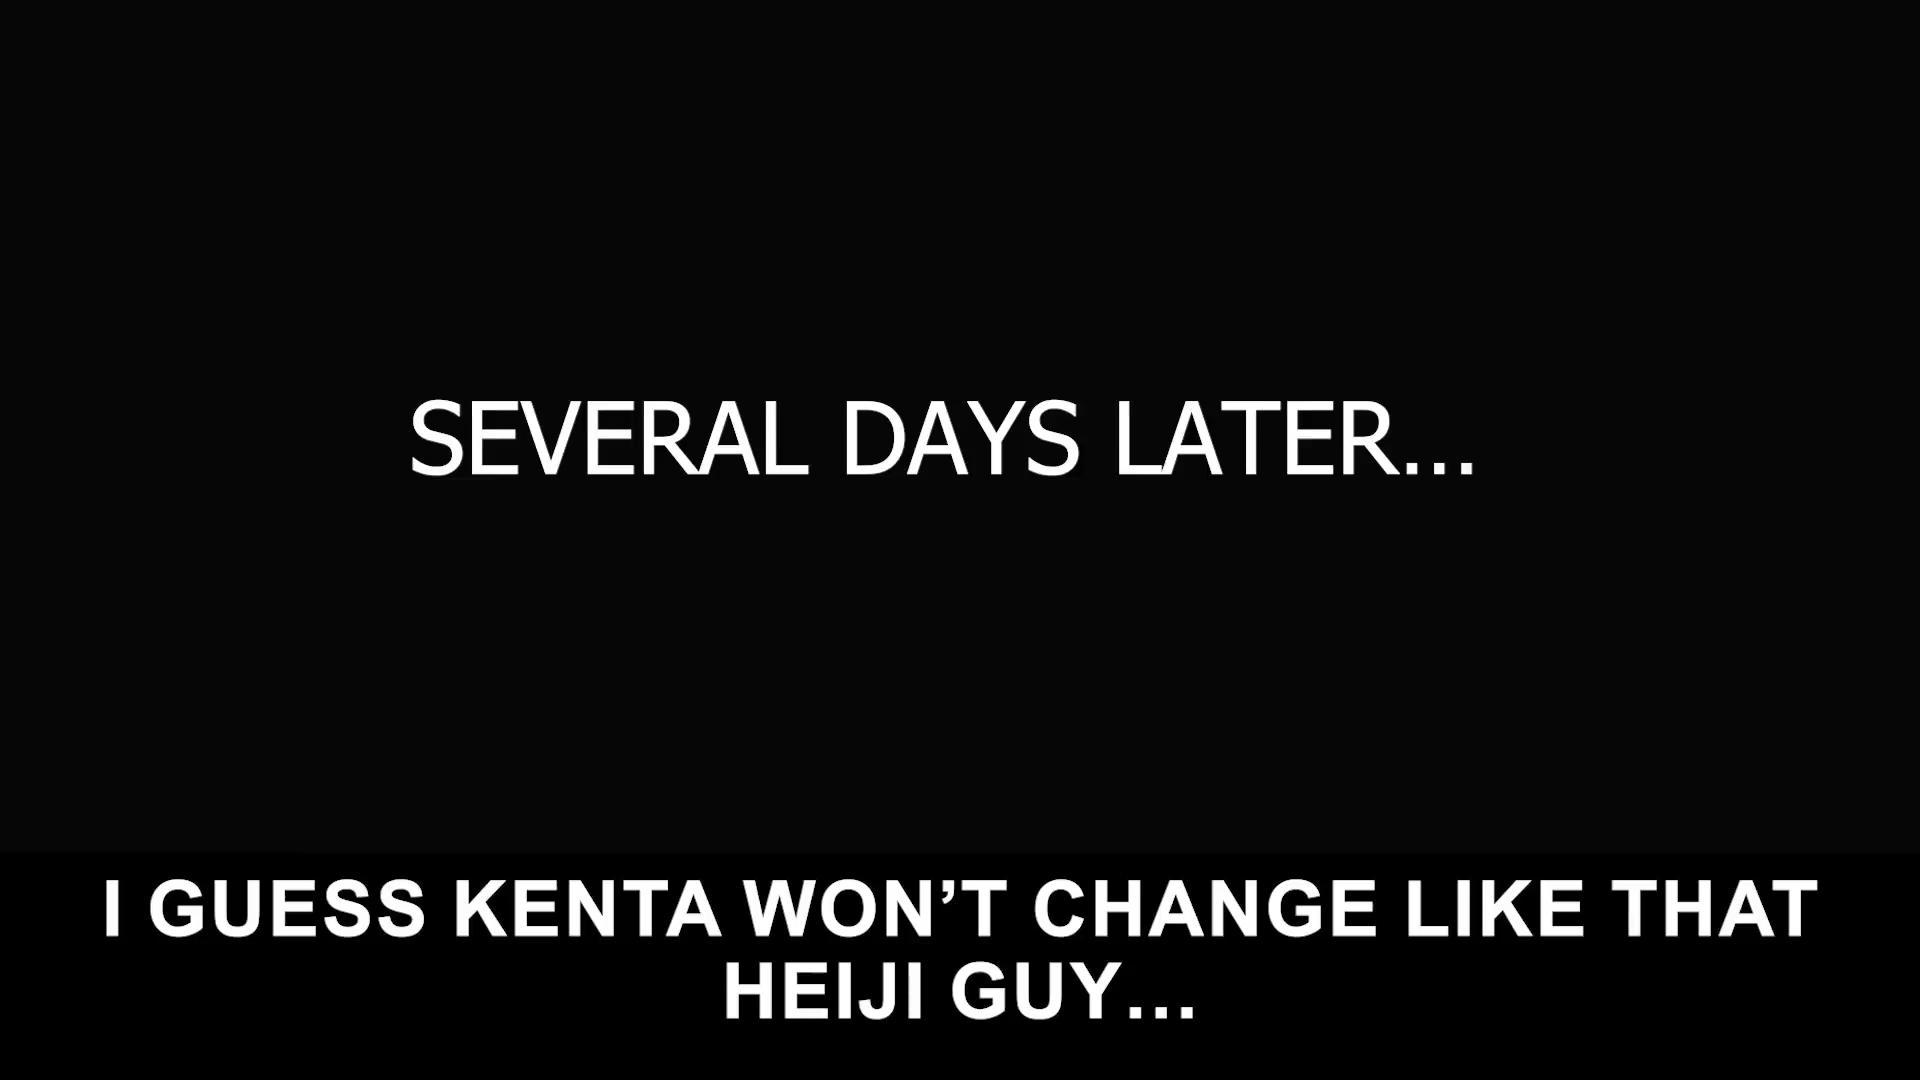 SEVERAL DAYS LATER...
I GUESS KENTA WON’T CHANGE LIKE THAT
HEIJI GUY...